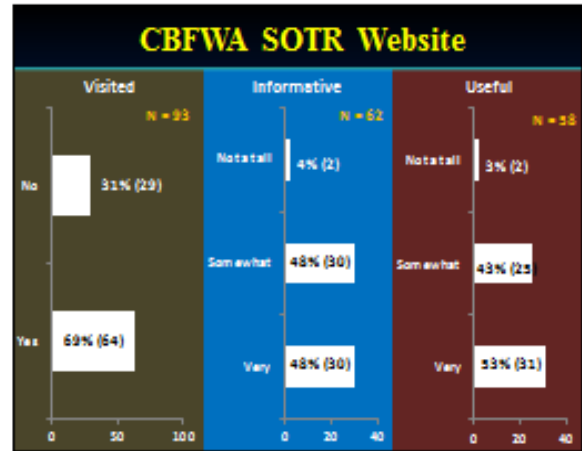 CBFWA SOTR Website
Visited
N = 93
No
31% (29)
Yes
69% (64)
0 50 100
Informative
N = 62
Not at all
4% (2)
Somewhat
48% (30)
Very
48% (30)
0 20 40
Useful
N = 58
Not at all
3% (2)
Somewhat
43% (25)
Very
53% (31)
0 20 40